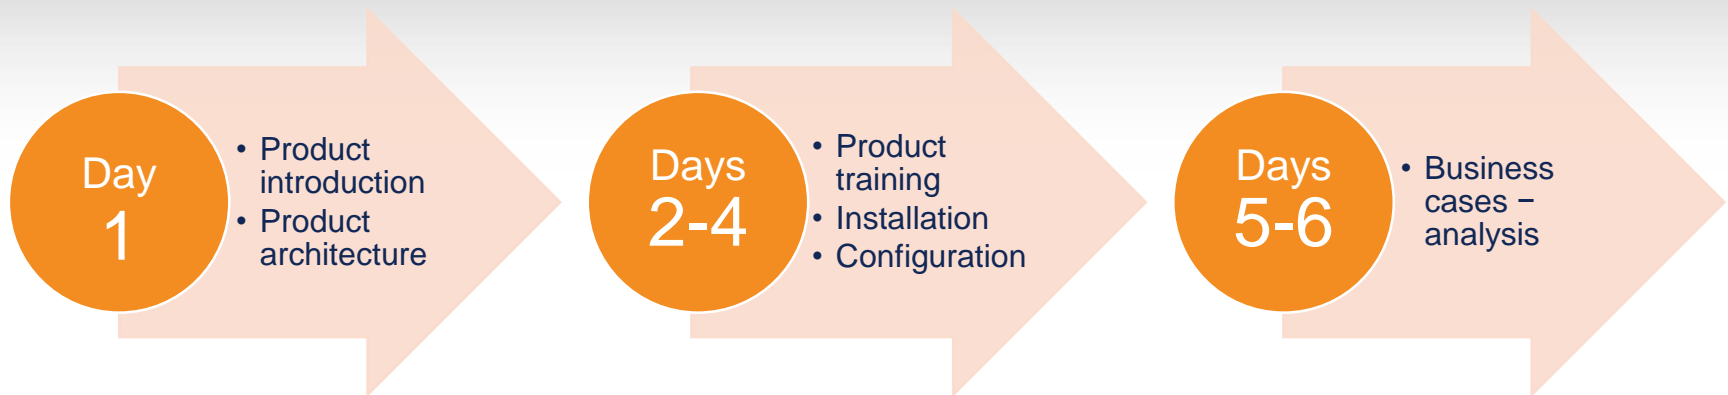 Day
1
• Product
introduction
• Product
architecture
Days
2-4
• Product
training
• Installation
• Configuration
Days
5-6
• Business
cases −
analysis